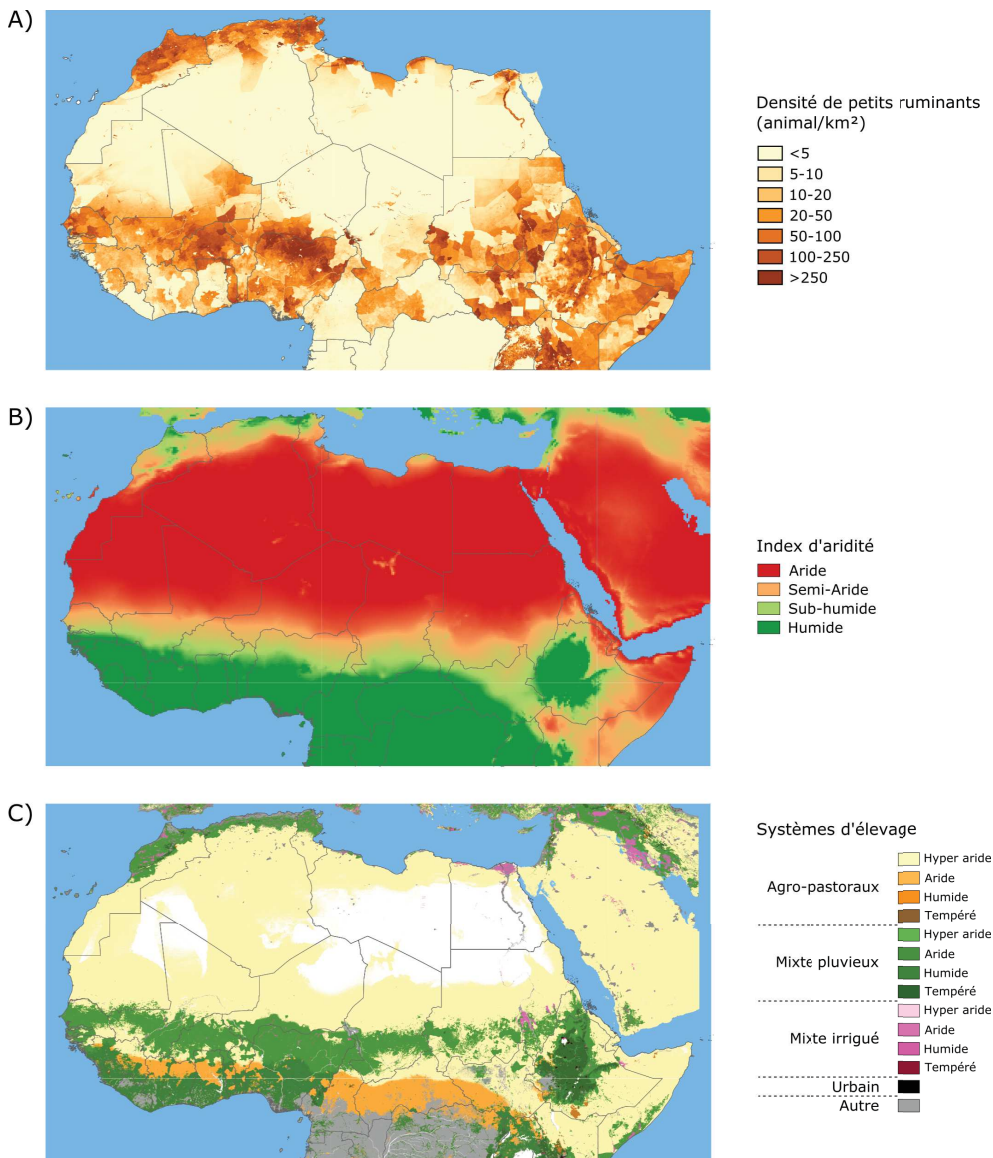 A)
Densité de petits ruminants
(animal/km²)
<5
5-10
10-20
20-50
50-100
100-250
>250
B)
Index d'aridité
Aride
Semi-Aride
Sub-humide
Humide
C)
Systèmes d'élevage
Agro-pastoraux
Hyper aride
Aride
Humide
Tempéré
Mixte pluvieux
Hyper aride
Aride
Humide
Tempéré
Mixte irrigué
Hyper aride
Aride
Humide
Tempéré
Urbain
Autre